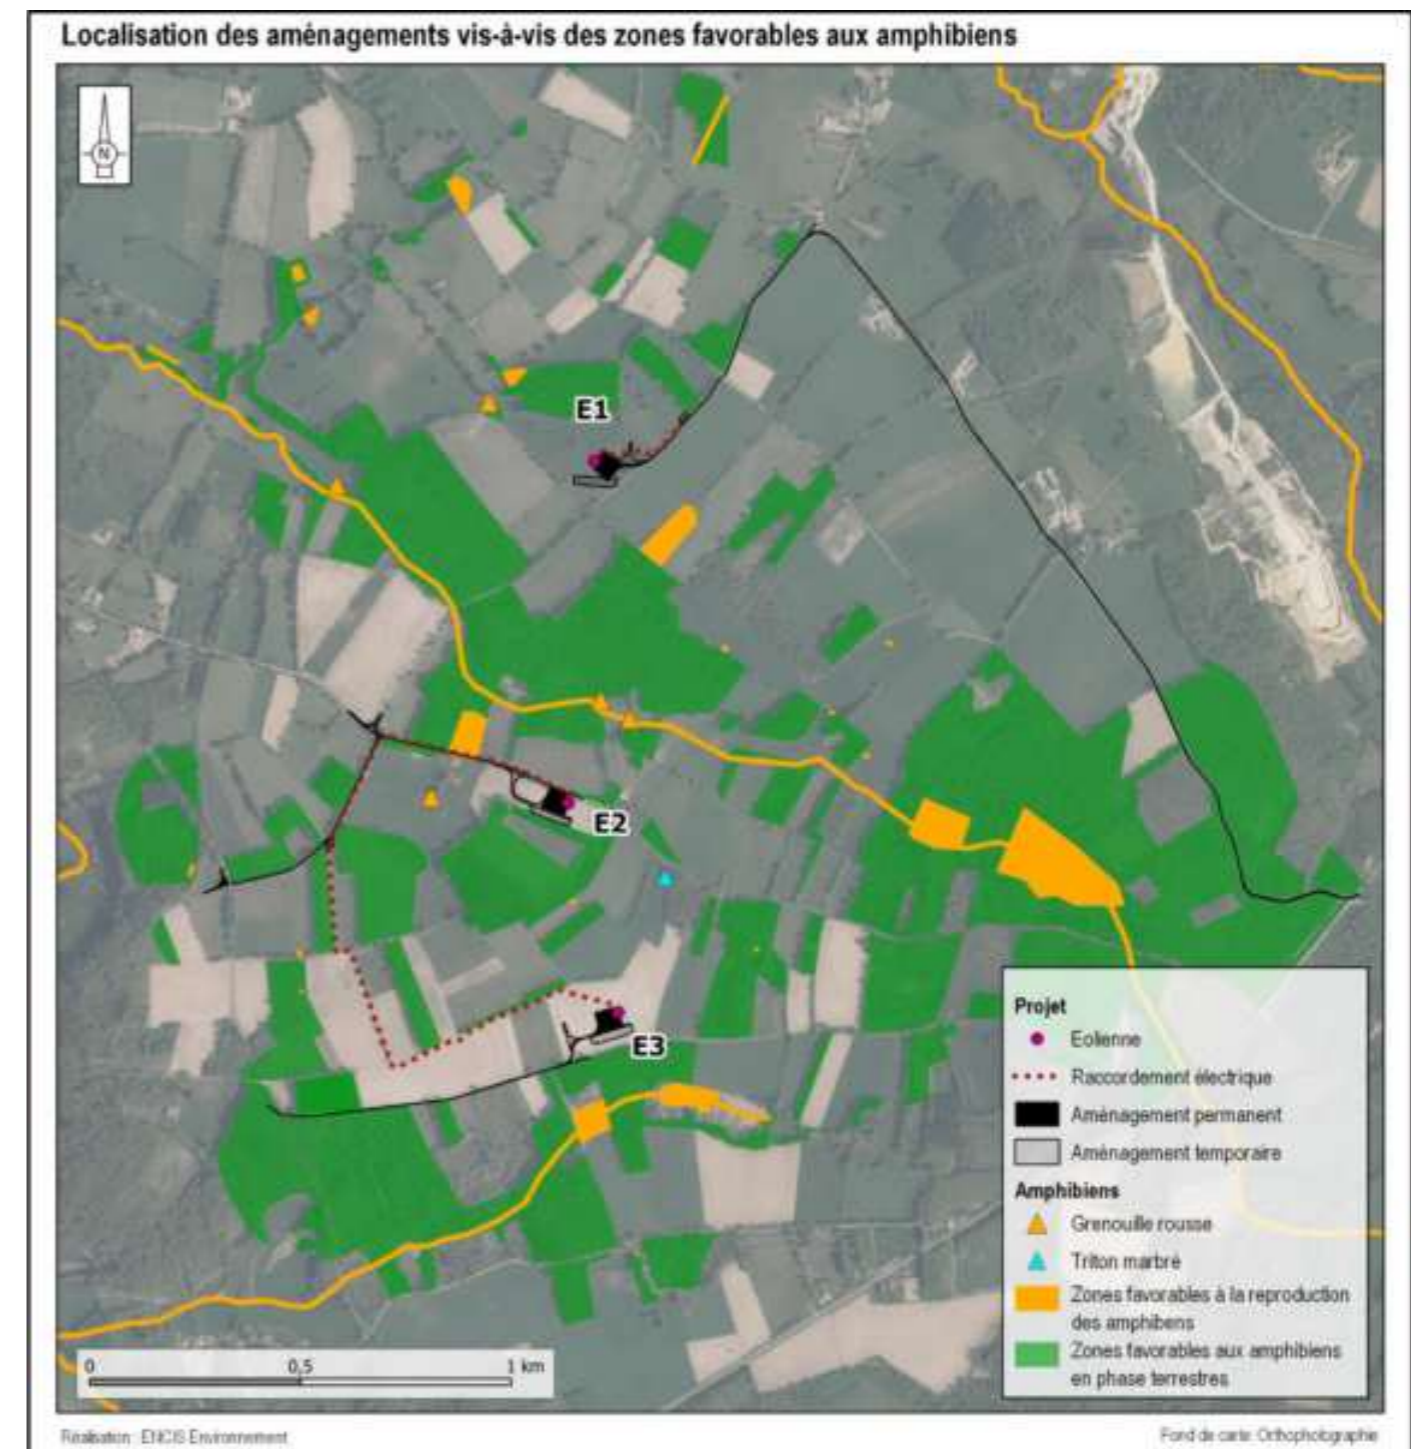 Localisation des aménagements vis-à-vis des zones favorables aux amphibiens
N
E1
E2
E3
Projet
Eolienne
Raccordement électrique
Aménagement permanent
Aménagement temporaire
Amphibiens
Grenouille rousse
Triton marbré
Zones favorables à la reproduction
des amphibens
Zones favorables aux amphibiens
en phase terrestres
0 0,5 1 km
Réalisation : ENCIS Environnement
Fond de carte: Orthophotographie